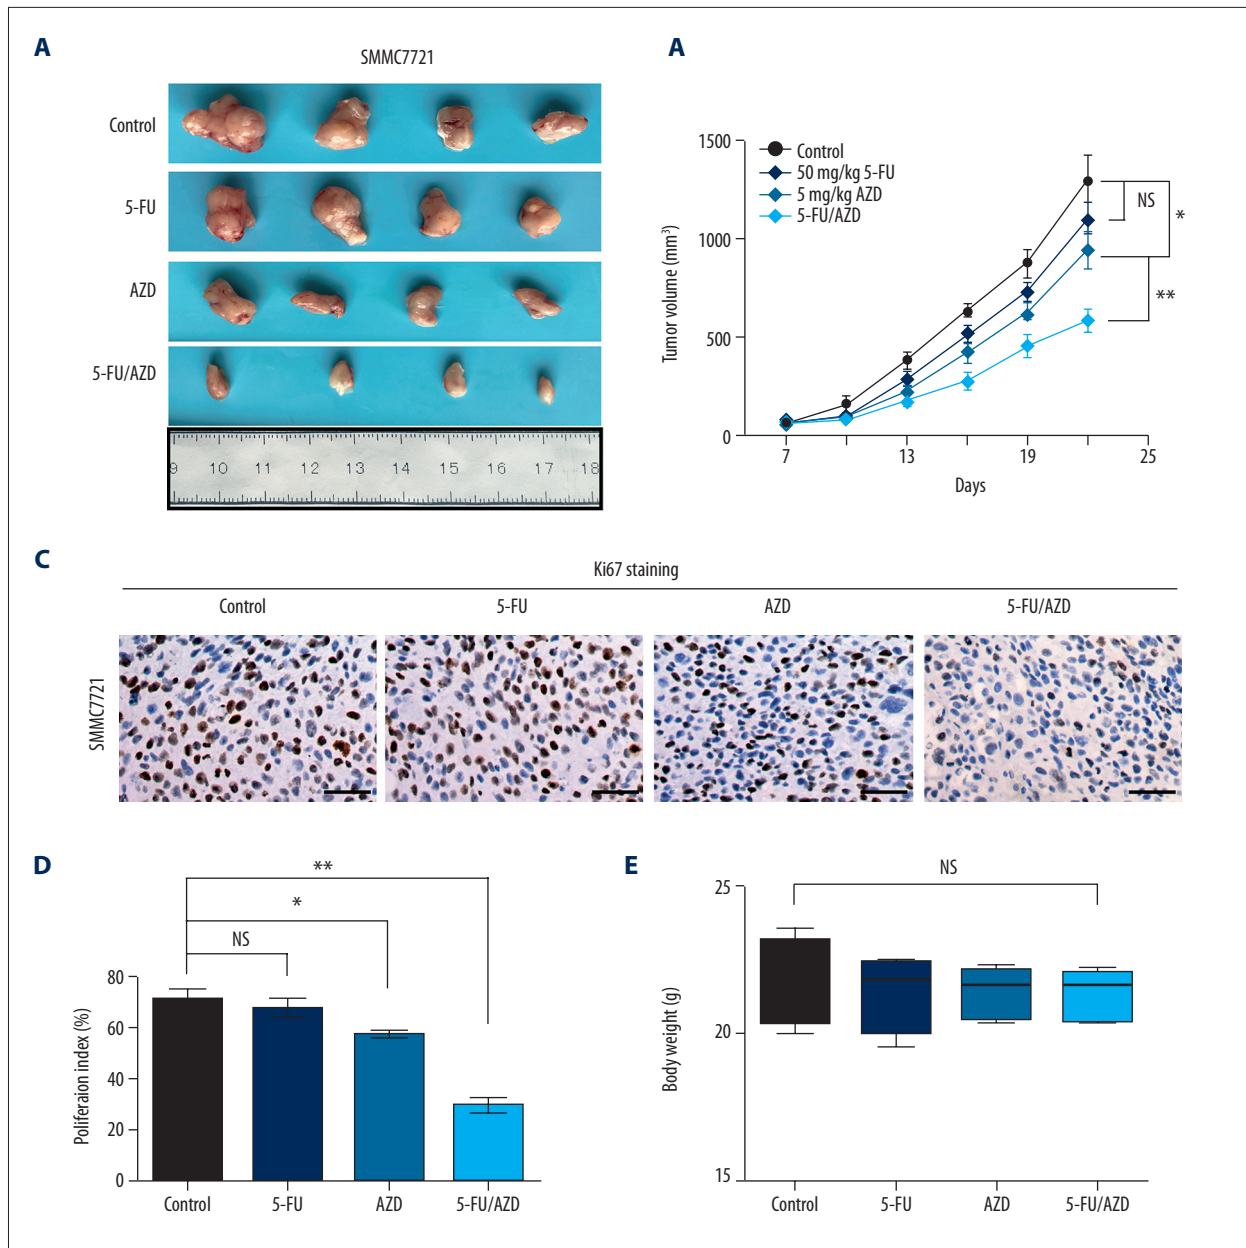 A
SMMC7721
Control
5-FU
AZD
5-FU/AZD
9 10 11 12 13 14 15 16 17 18
A
1500
1000
500
0
Tumor volume (mm³)
Control
50 mg/kg 5-FU
5 mg/kg AZD
5-FU/AZD
NS
*
**
7 13 19 25
Days
C
Ki67 staining
Control 5-FU AZD 5-FU/AZD
SMMC7721
D
**
*
NS
80
60
40
20
0
Poliferaion index (%)
Control 5-FU AZD 5-FU/AZD
E
NS
25
20
15
Body weight (g)
Control 5-FU AZD 5-FU/AZD